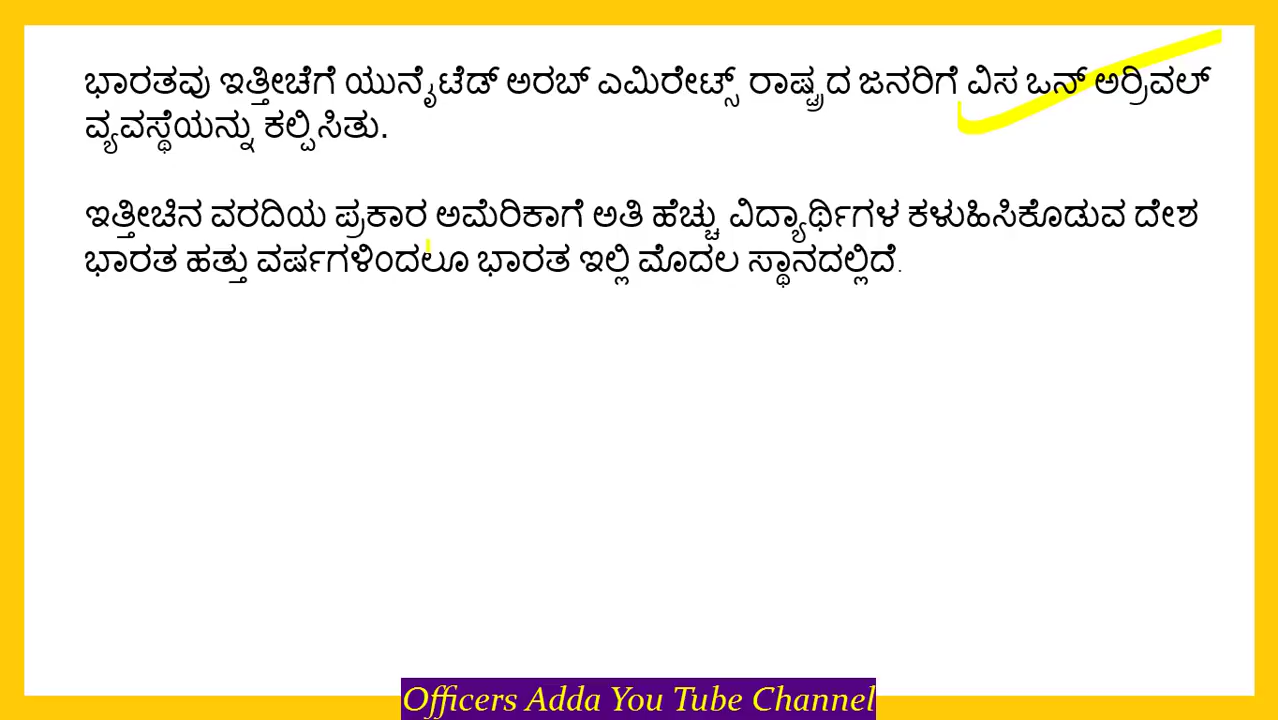 ಭಾರತವು ಇತ್ತೀಚೆಗೆ ಯುನೈಟೆಡ್ ಅರಬ್ ಎಮಿರೇಟ್ಸ್ ರಾಷ್ಟ್ರದ ಜನರಿಗೆ ವಿಸ ಒನ್ ಅರ್ರಿವಲ್
ವ್ಯವಸ್ಥೆಯನ್ನು ಕಲ್ಪಿಸಿತು.
ಇತ್ತೀಚಿನ ವರದಿಯ ಪ್ರಕಾರ ಅಮೆರಿಕಾಗೆ ಅತಿ ಹೆಚ್ಚು ವಿದ್ಯಾರ್ಥಿಗಳ ಕಳುಹಿಸಿಕೊಡುವ ದೇಶ
ಭಾರತ ಹತ್ತು ವರ್ಷಗಳಿಂದಲೂ ಭಾರತ ಇಲ್ಲಿ ಮೊದಲ ಸ್ಥಾನದಲ್ಲಿದೆ.
Officers Adda You Tube Channel